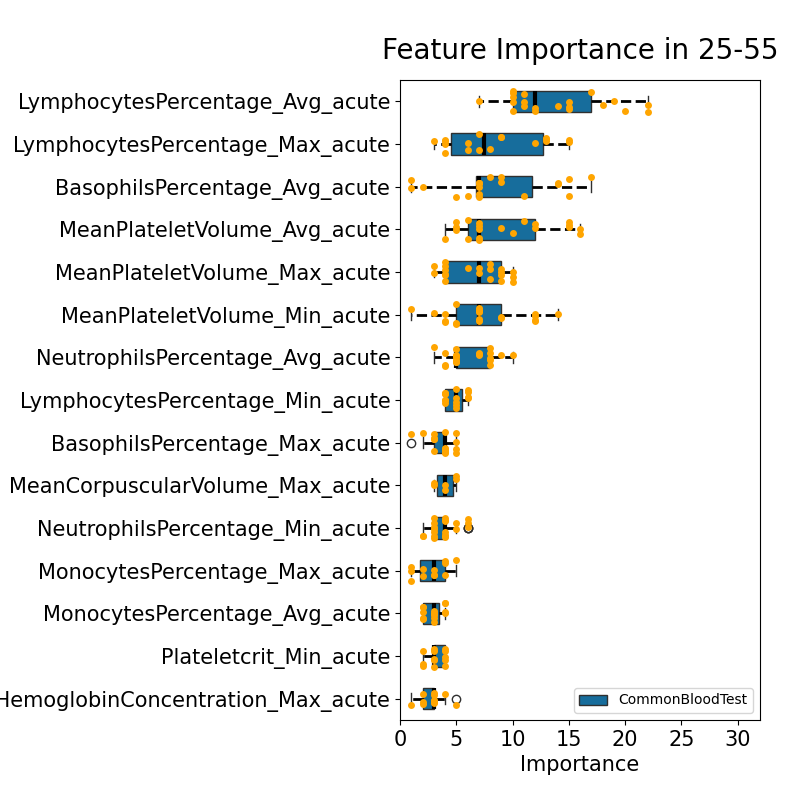 Feature Importance in 25-55
LymphocytesPercentage_Avg_acute
LymphocytesPercentage_Max_acute
BasophilsPercentage_Avg_acute
MeanPlateletVolume_Avg_acute
MeanPlateletVolume_Max_acute
MeanPlateletVolume_Min_acute
NeutrophilsPercentage_Avg_acute
LymphocytesPercentage_Min_acute
BasophilsPercentage_Max_acute
MeanCorpuscularVolume_Max_acute
NeutrophilsPercentage_Min_acute
MonocytesPercentage_Max_acute
MonocytesPercentage_Avg_acute
Plateletcrit_Min_acute
HemoglobinConcentration_Max_acute
CommonBloodTest
0 5 10 15 20 25 30
Importance